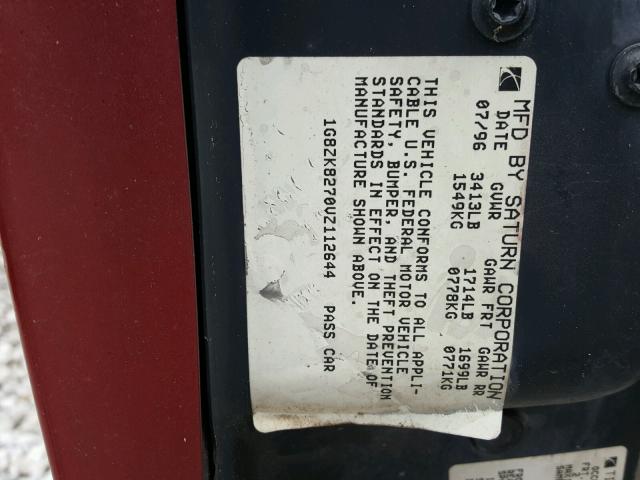 MFD BY SATURN CORPORATION
DATE GVWR GAWR FRT GAWR RR
07/96 3413LB 1714LB 1699LB
1549KG 0778KG 0771KG
THIS VEHICLE CONFORMS TO ALL APPLI-
CABLE U.S. FEDERAL MOTOR VEHICLE
SAFETY, BUMPER, AND THEFT PREVENTION
STANDARDS IN EFFECT ON THE DATE OF
MANUFACTURE SHOWN ABOVE.
1G8ZK8270VZ112644 PASS CAR